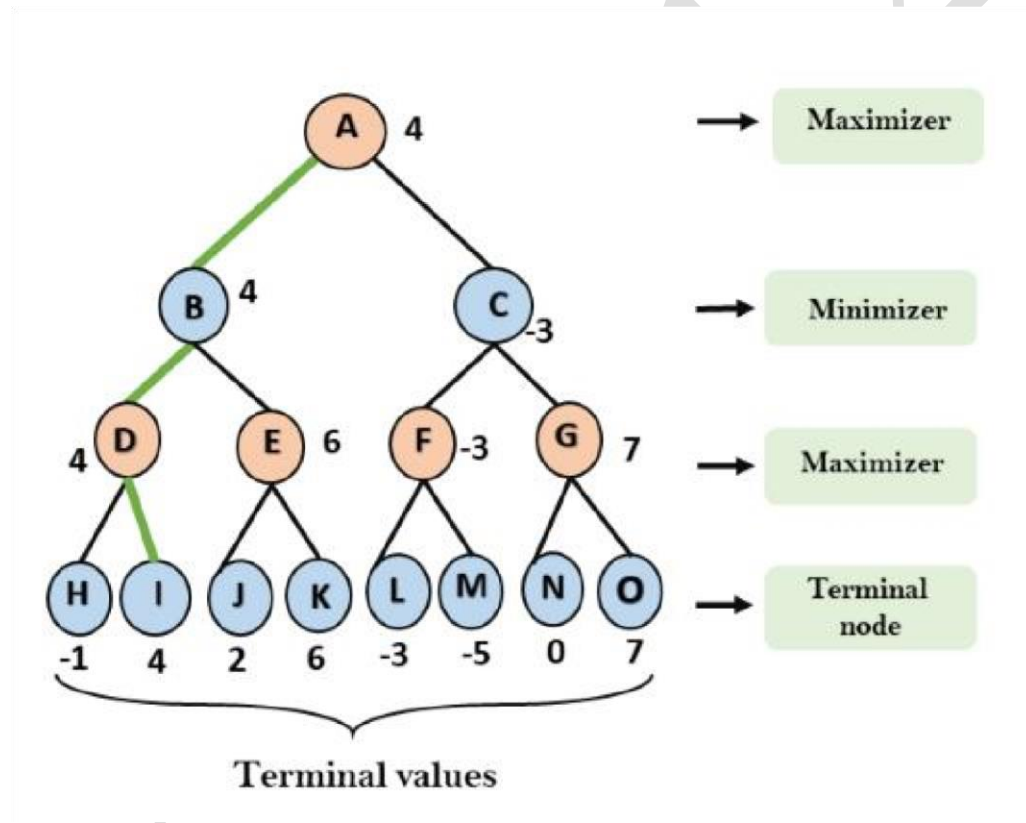 A 4
Maximizer
B 4
C -3
Minimizer
4 D
E 6
F -3
G 7
Maximizer
H I J K L M N O
Terminal
node
-1 4 2 6 -3 -5 0 7
Terminal values